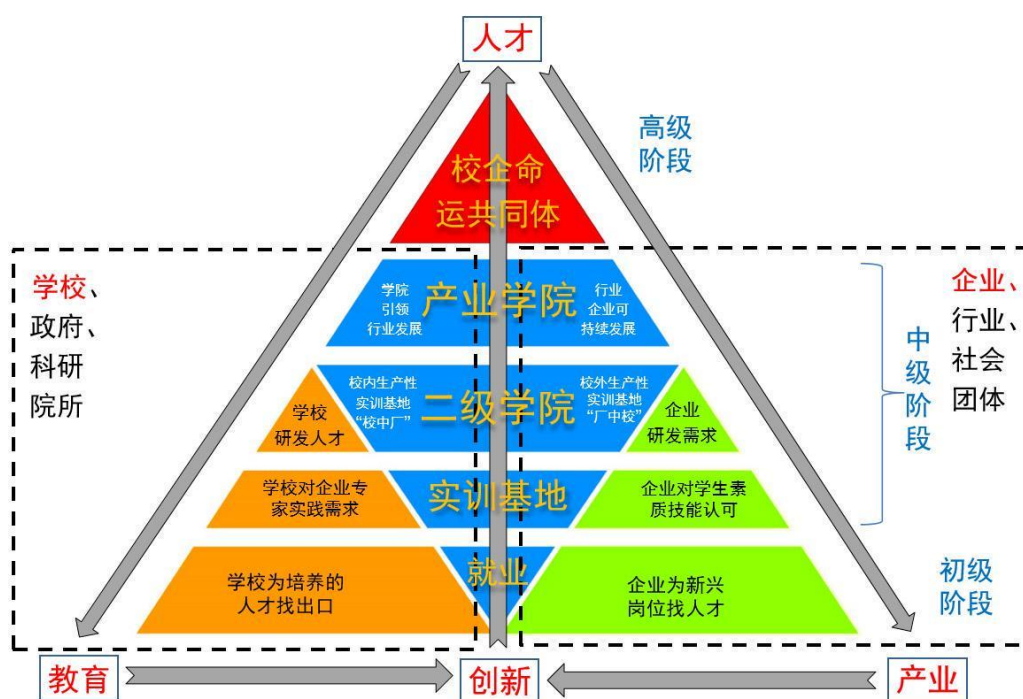 人才
高级
阶段
校企命
运共同体
学校、
政府、
科研
院所
学院
引领
行业发展
产业学院
行业
企业可
持续发展
企业、
行业、
社会
团体
中
级
阶
段
学校
研发人才
校内生产性
实训基地
“校中厂”
二级学院
校外生产性
实训基地
“厂中校”
企业
研发需求
学校对企业专
家实践需求
实训基地
企业对学生素
质技能认可
学校为培养的
人才找出口
就业
企业为新兴
岗位找人才
初级
阶段
教育
创新
产业